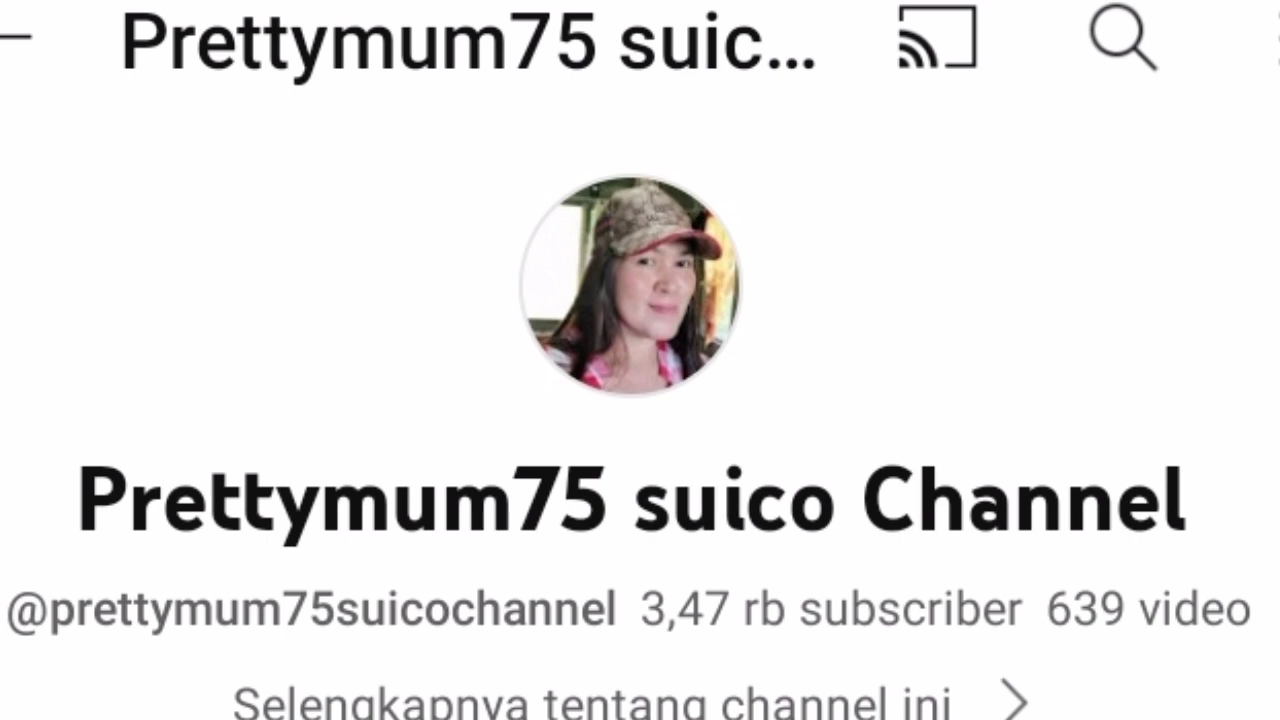 Prettymum75 suic...
Prettymum75 suico Channel
@prettymum75suicochannel 3,47 rb subscriber 639 video
Selengkapnya tentang channel ini